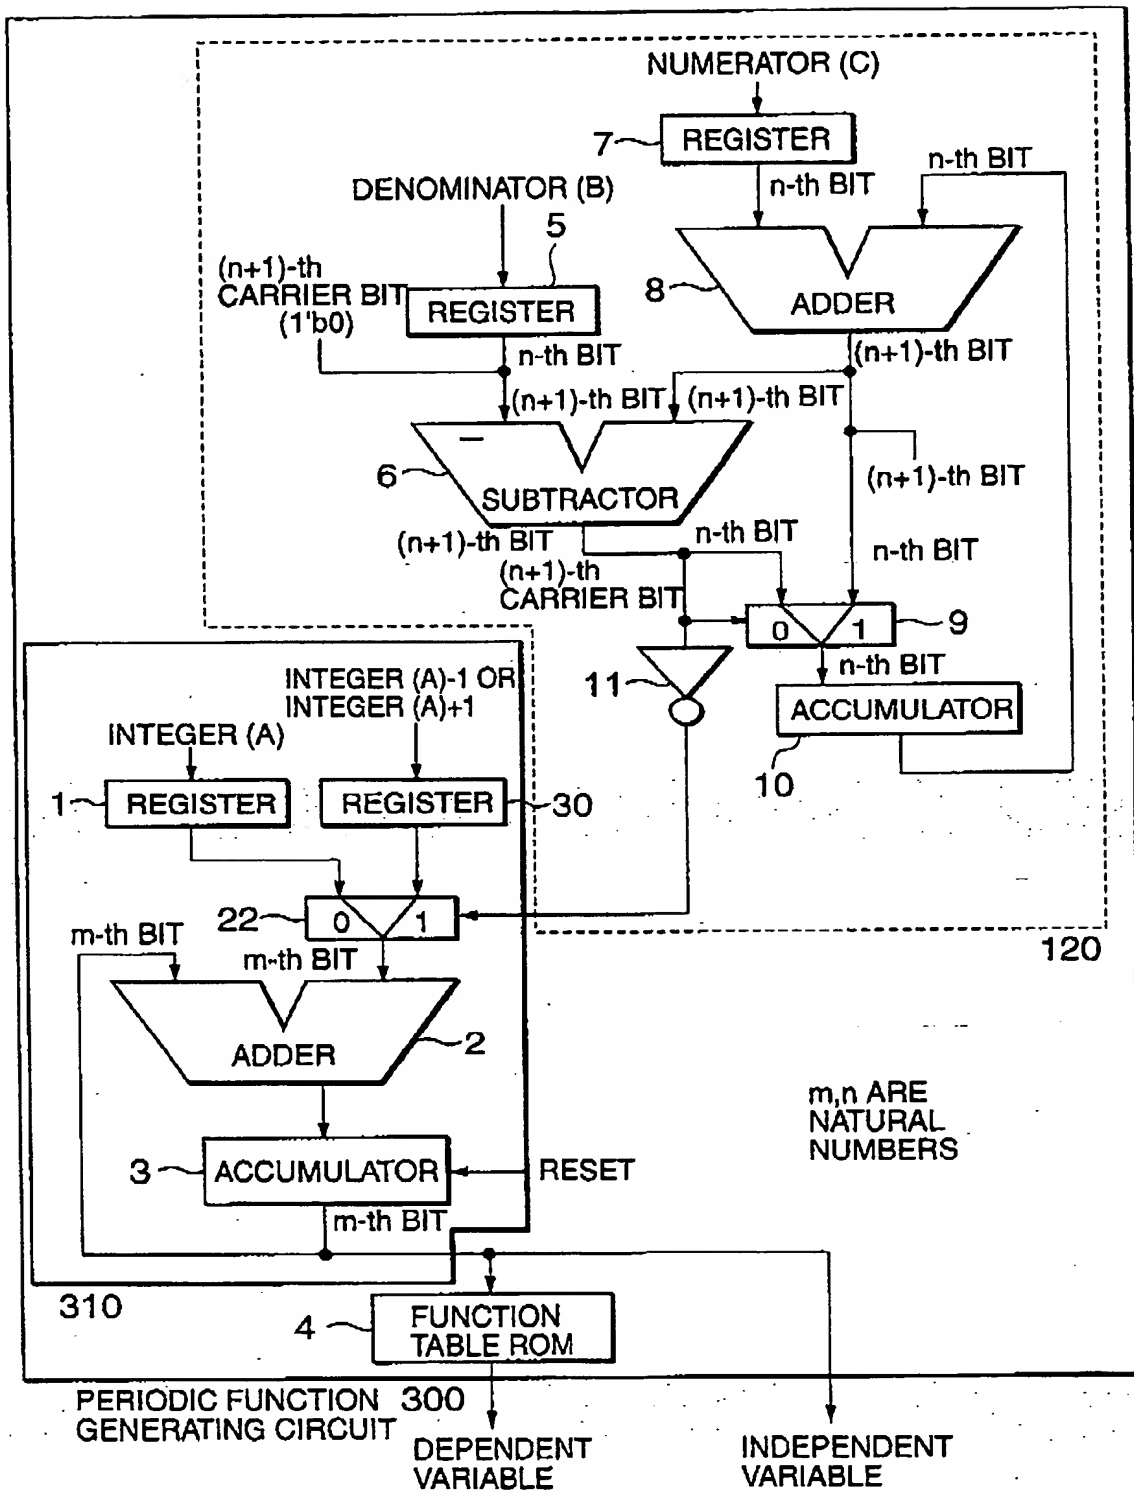 NUMERATOR (C)
7
REGISTER
n-th BIT
n-th BIT
DENOMINATOR (B)
5
(n+1)-th
CARRIER BIT
(1'b0)
REGISTER
8
ADDER
n-th BIT
(n+1)-th BIT
(n+1)-th BIT
(n+1)-th BIT
6
SUBTRACTOR
(n+1)-th BIT
(n+1)-th BIT
n-th BIT
n-th BIT
(n+1)-th
CARRIER BIT
0 1
9
n-th BIT
11
ACCUMULATOR
10
INTEGER (A)-1 OR
INTEGER (A)+1
INTEGER (A)
1
REGISTER
REGISTER
30
22
0 1
m-th BIT
m-th BIT
120
ADDER
2
m,n ARE
NATURAL
NUMBERS
3
ACCUMULATOR
RESET
m-th BIT
310
4
FUNCTION
TABLE ROM
PERIODIC FUNCTION 300
GENERATING CIRCUIT
DEPENDENT
VARIABLE
INDEPENDENT
VARIABLE